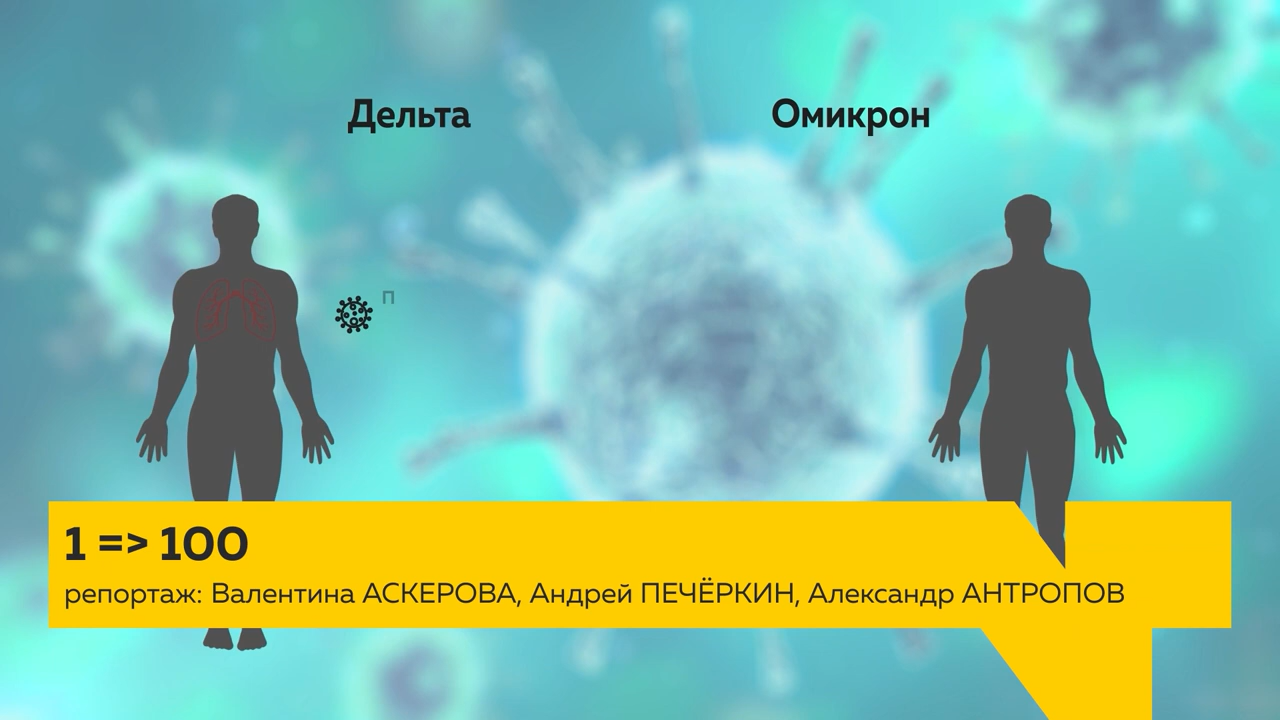 Дельта
Омикрон
П
1 => 100
репортаж: Валентина АСКЕРОВА, Андрей ПЕЧЁРКИН, Александр АНТРОПОВ